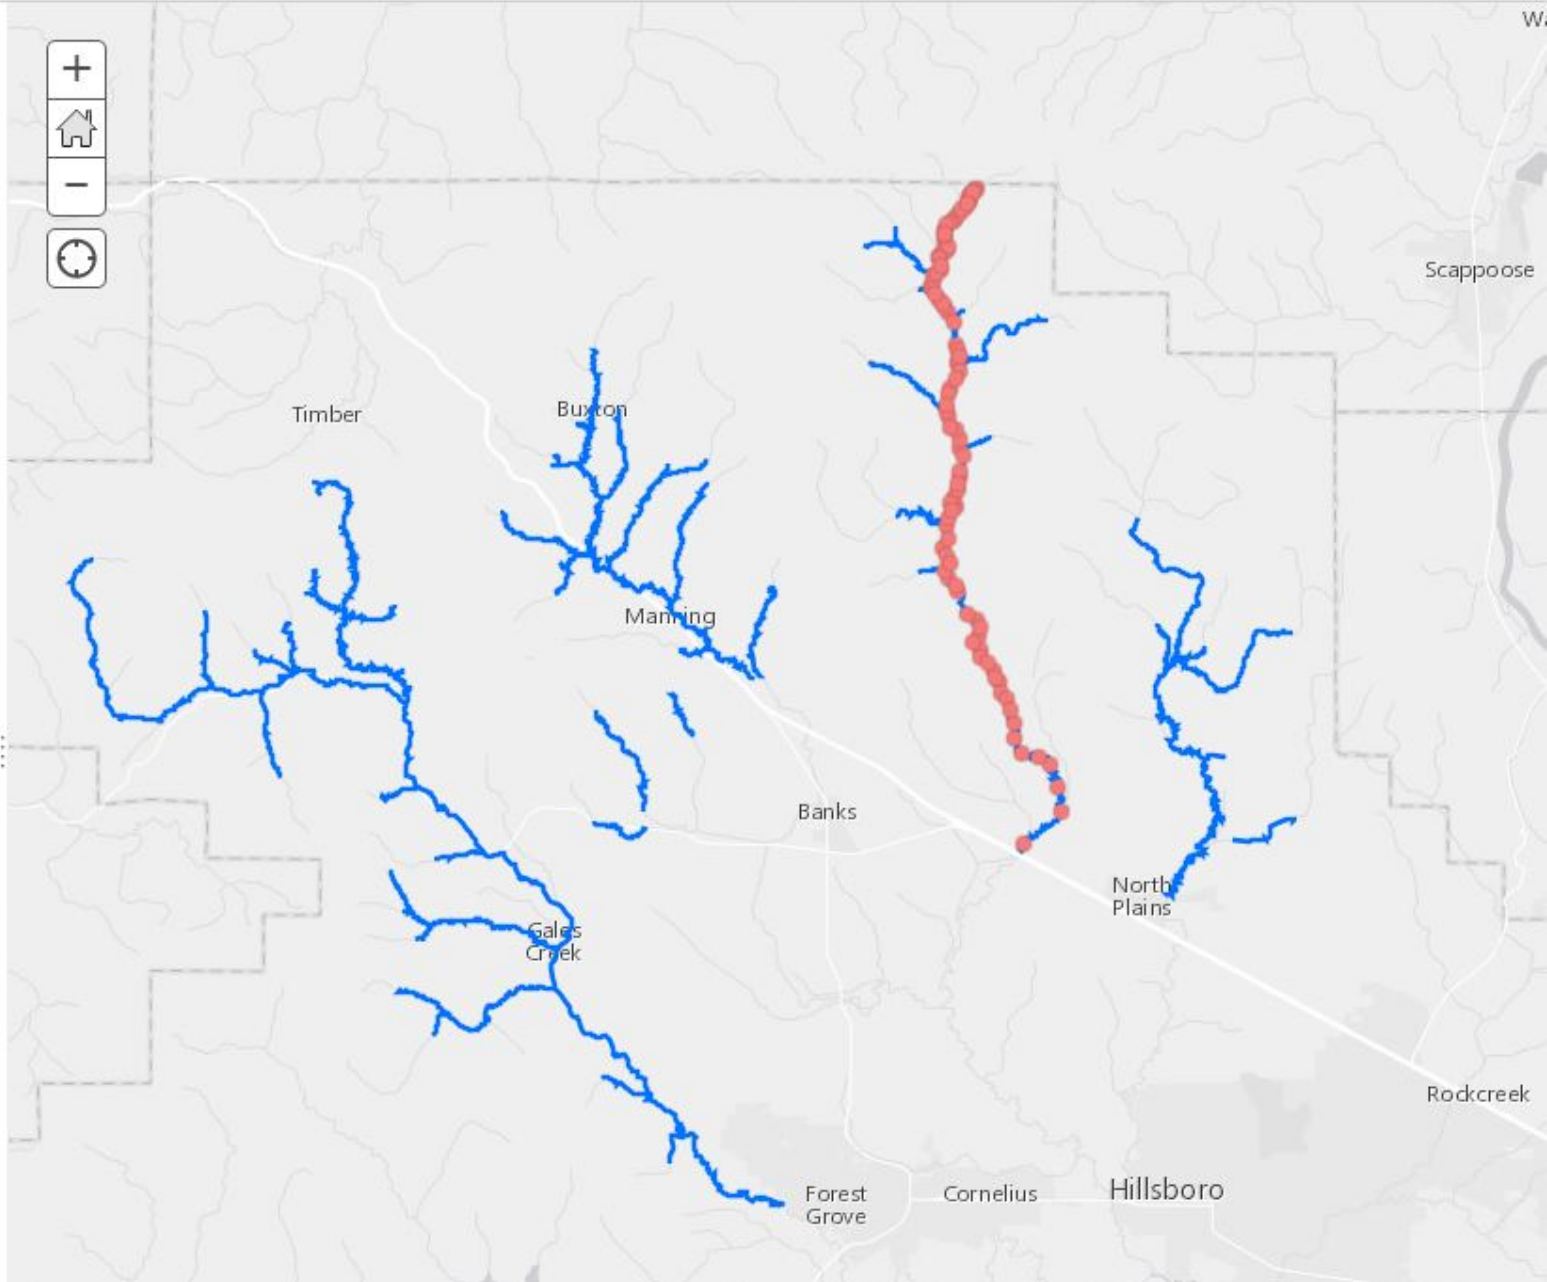 +
−
Scappoose
Timber
Buxton
Manning
Banks
North
Plains
Gales
Creek
Rockcreek
Forest
Grove
Cornelius
Hillsboro